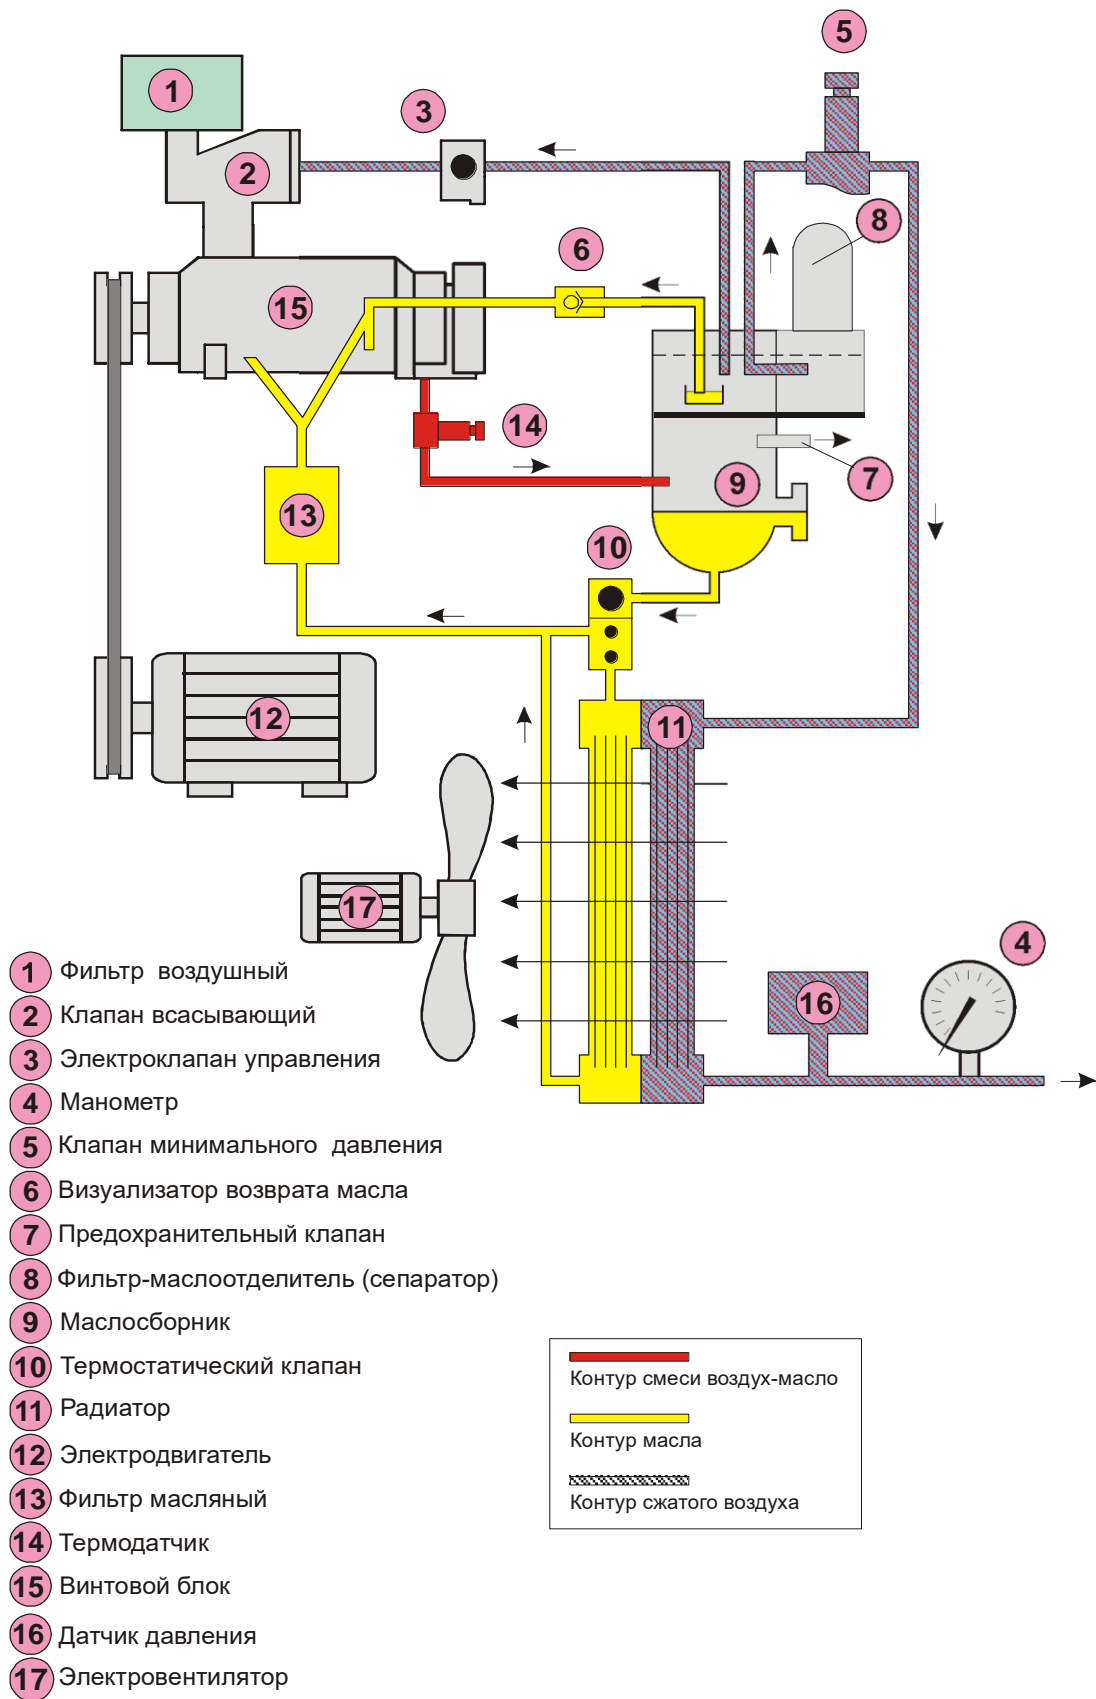 5
1
3
2
8
6
15
14
9
7
13
10
11
12
17
4
16
1 Фильтр воздушный
2 Клапан всасывающий
3 Электроклапан управления
4 Манометр
5 Клапан минимального давления
6 Визуализатор возврата масла
7 Предохранительный клапан
8 Фильтр-маслоотделитель (сепаратор)
9 Маслосборник
10 Термостатический клапан
11 Радиатор
12 Электродвигатель
13 Фильтр масляный
14 Термодатчик
15 Винтовой блок
16 Датчик давления
17 Электровентилятор
Контур смеси воздух-масло
Контур масла
Контур сжатого воздуха